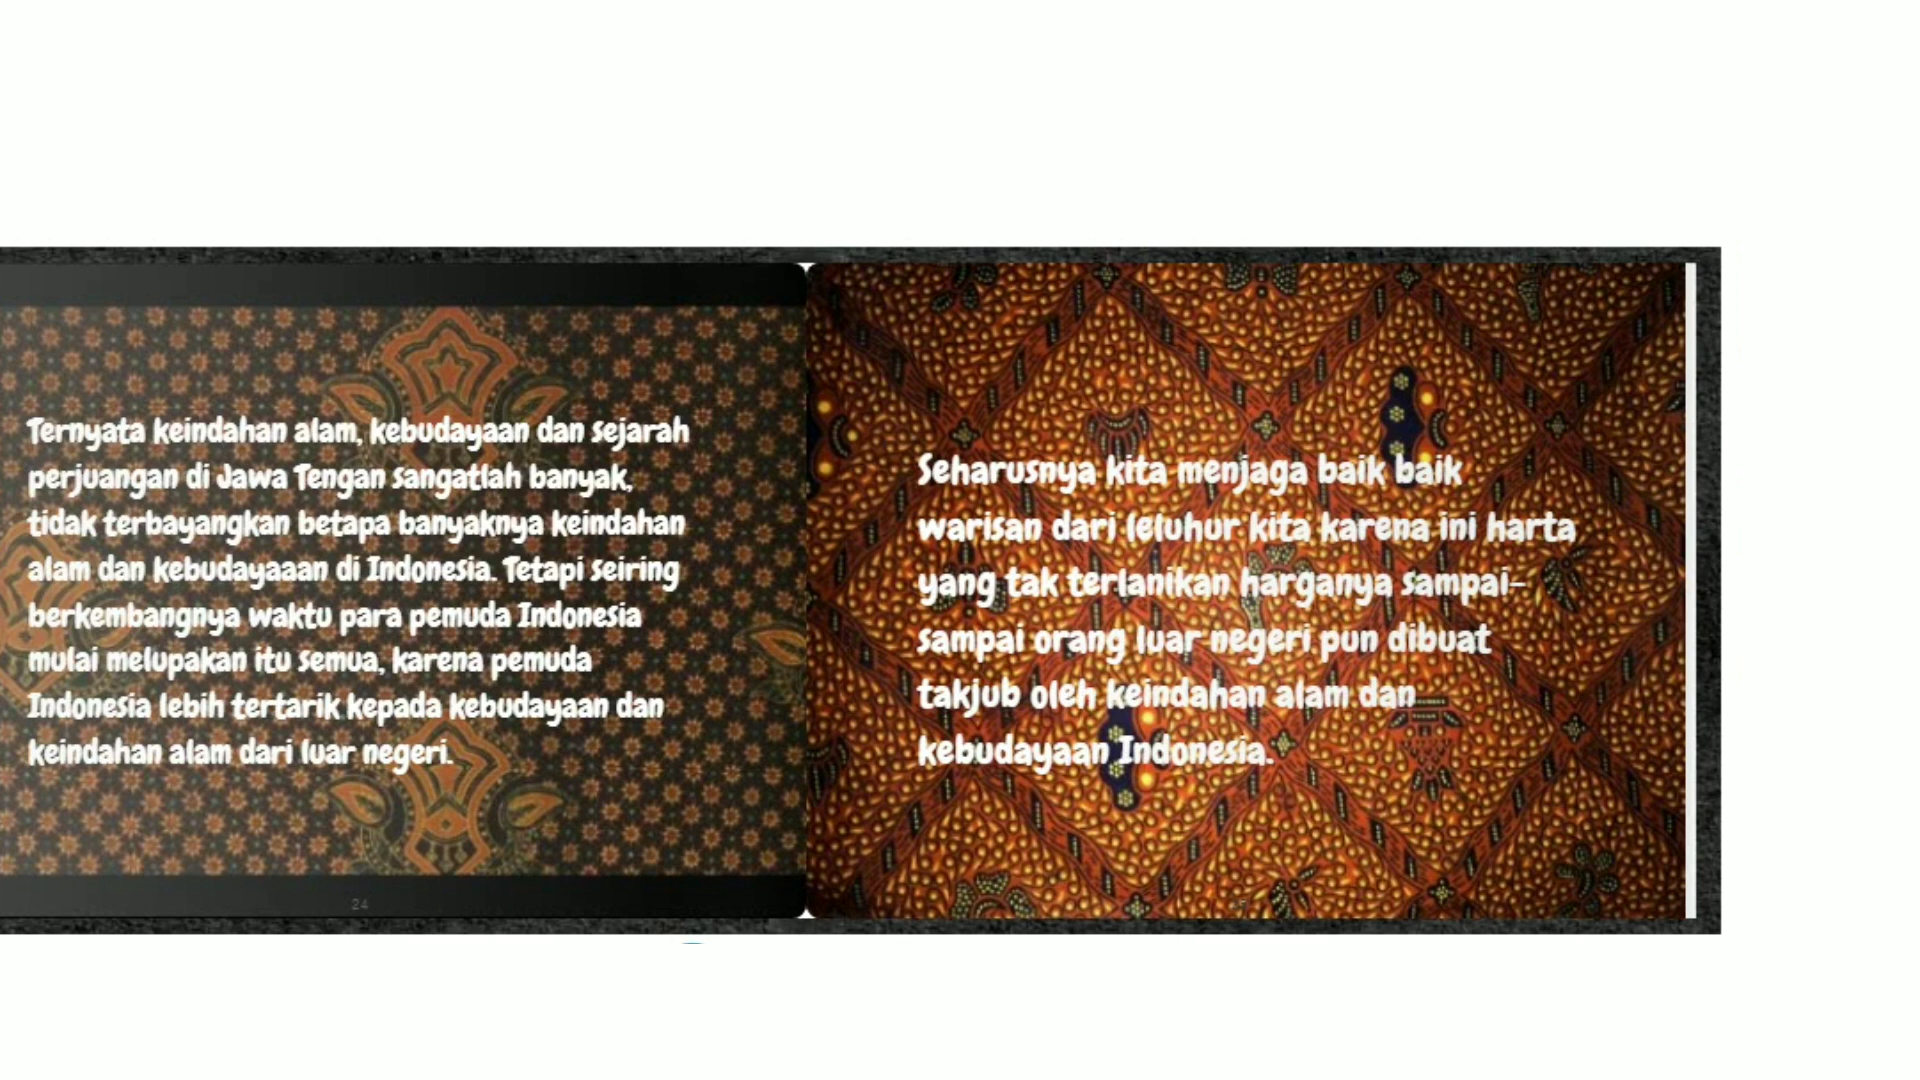 Ternyata keindahan alam, kebudayaan dan sejarah
perjuangan di Jawa Tengan sangatlah banyak,
tidak terbayangkan betapa banyaknya keindahan
alam dan kebudayaaan di Indonesia. Tetapi seiring
berkembangnya waktu para pemuda Indonesia
mulai melupakan itu semua, karena pemuda
Indonesia lebih tertarik kepada kebudayaan dan
keindahan alam dari luar negeri.
24
Seharusnya kita menjaga baik baik
warisan dari leluhur kita karena ini harta
yang tak terlanikan harganya sampai-
sampai orang luar negeri pun dibuat
takjub oleh keindahan alam dan
kebudayaan Indonesia.